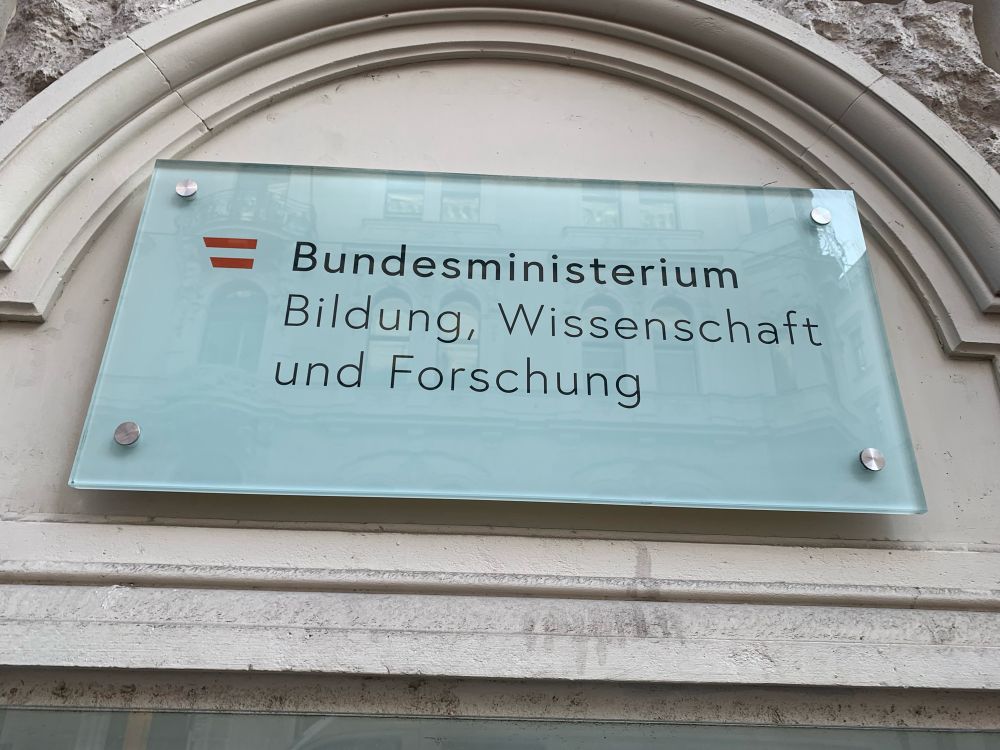 Bundesministerium
Bildung, Wissenschaft
und Forschung